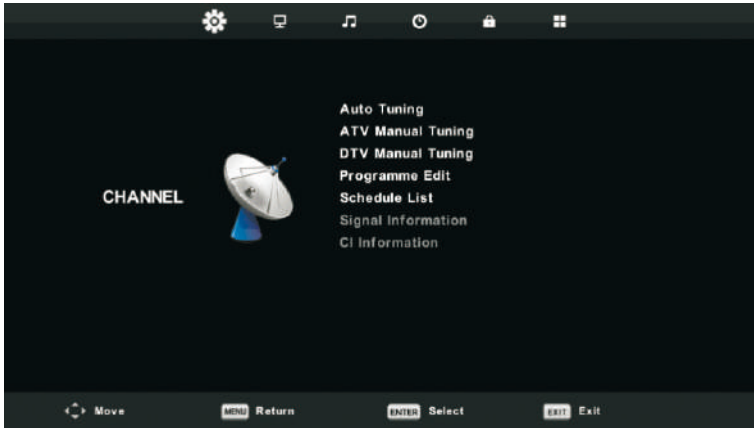 Auto Tuning
ATV Manual Tuning
DTV Manual Tuning
Programme Edit
CHANNEL
Schedule List
Signal Information
CI Information
Move MENU Return ENTER Select EXIT Exit